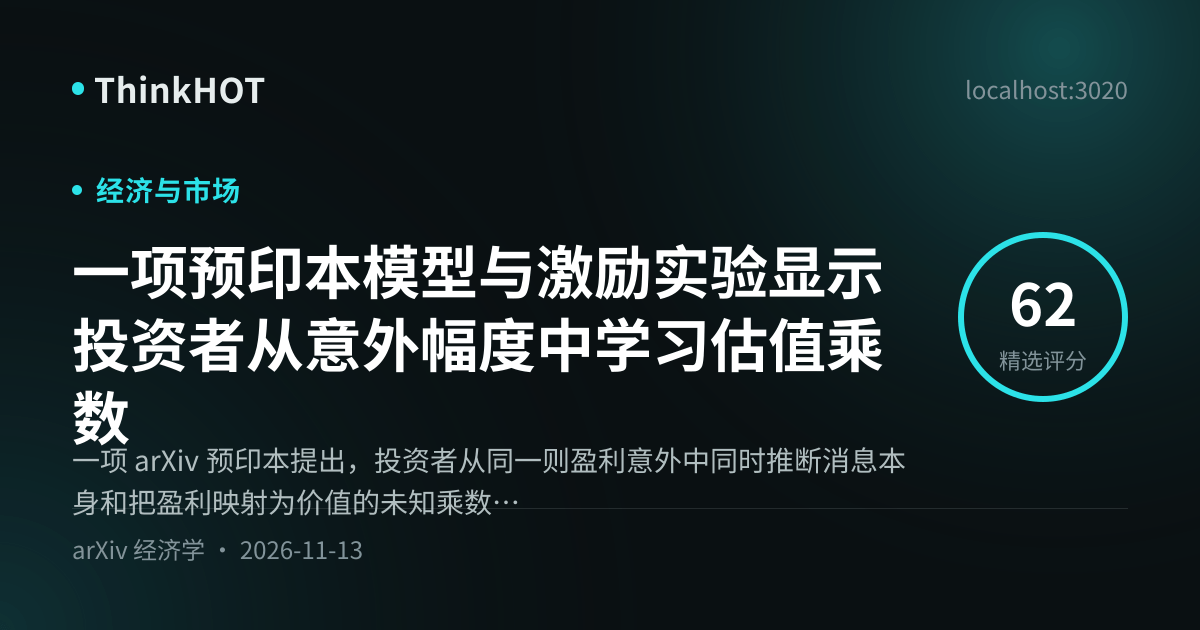 ThinkHOT
localhost:3020
经济与市场
一项预印本模型与激励实验显示
投资者从意外幅度中学习估值乘
数
62
精选评分
一项 arXiv 预印本提出，投资者从同一则盈利意外中同时推断消息本
身和把盈利映射为价值的未知乘数…
arXiv 经济学 · 2026-11-13